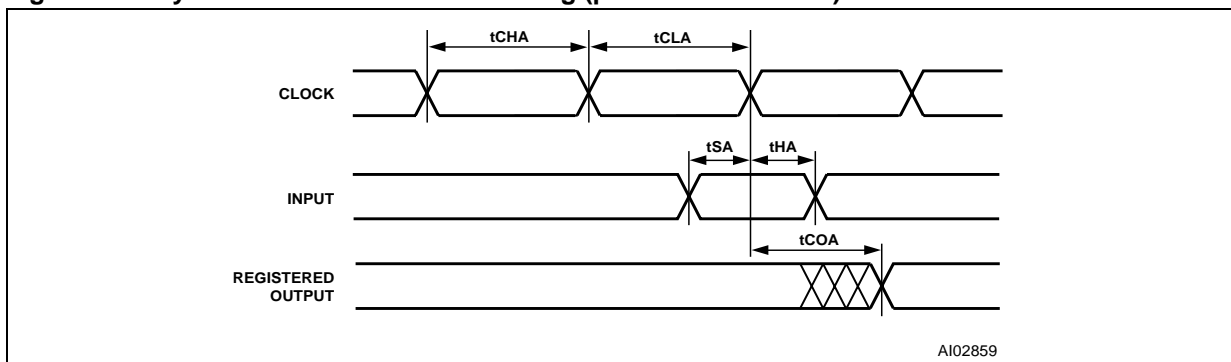 tCHA tCLA
CLOCK
tSA tHA
INPUT
tCOA
REGISTERED
OUTPUT
AI02859